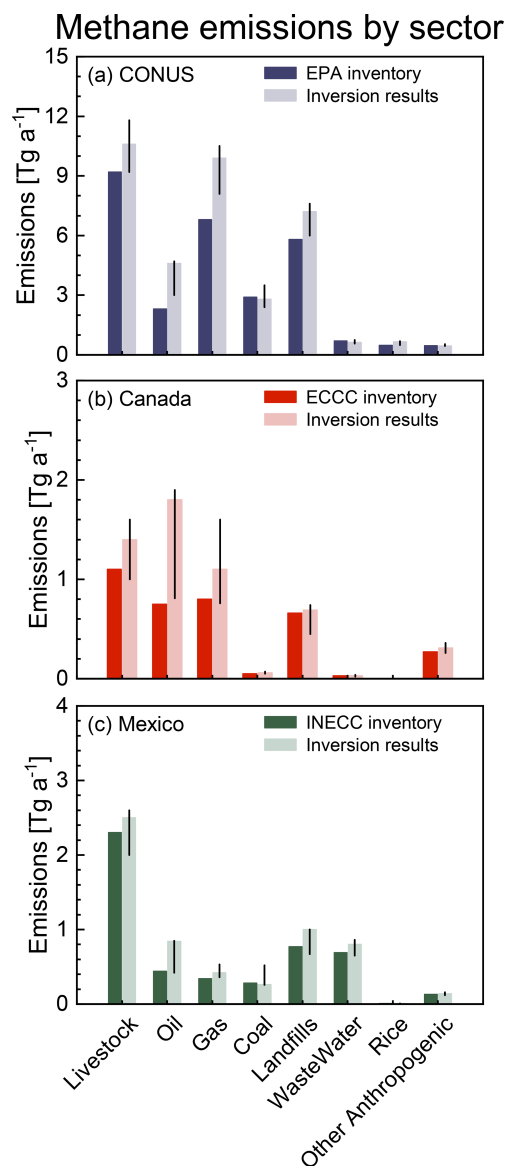 Methane emissions by sector
(a) CONUS
EPA inventory
Inversion results
Emissions [Tg a⁻¹]
15
12
9
6
3
0
(b) Canada
ECCC inventory
Inversion results
Emissions [Tg a⁻¹]
3
2
1
0
(c) Mexico
INECC inventory
Inversion results
Emissions [Tg a⁻¹]
4
3
2
1
0
Livestock
Oil
Gas
Coal
Landfills
WasteWater
Rice
Other Anthropogenic